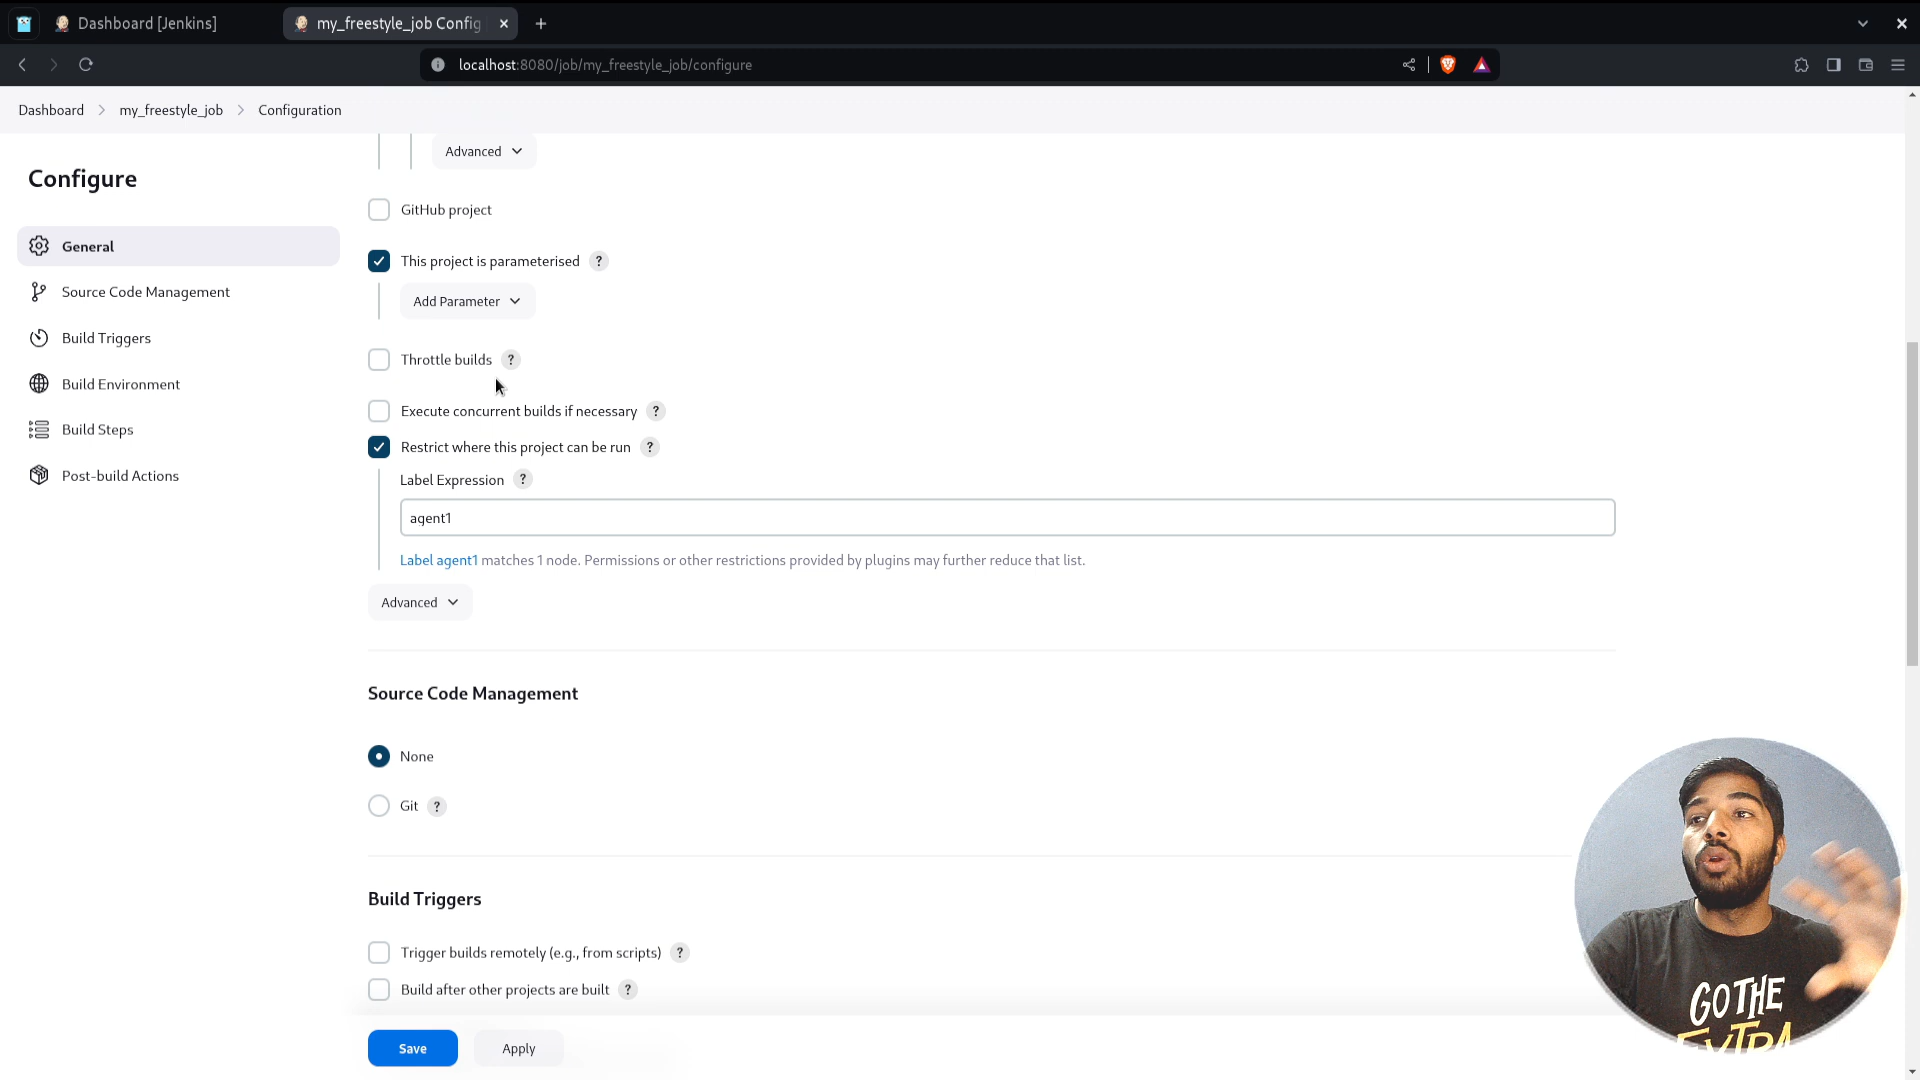 Dashboard [Jenkins]
my_freestyle_job Config
localhost:8080/job/my_freestyle_job/configure
Dashboard > my_freestyle_job > Configuration
Configure
General
Source Code Management
Build Triggers
Build Environment
Build Steps
Post-build Actions
Advanced
GitHub project
This project is parameterised ?
Add Parameter
Throttle builds ?
Execute concurrent builds if necessary ?
Restrict where this project can be run ?
Label Expression ?
agent1
Label agent1 matches 1 node. Permissions or other restrictions provided by plugins may further reduce that list.
Advanced
Source Code Management
None
Git ?
Build Triggers
Trigger builds remotely (e.g., from scripts) ?
Build after other projects are built ?
Save
Apply
GO THE
EXTRA